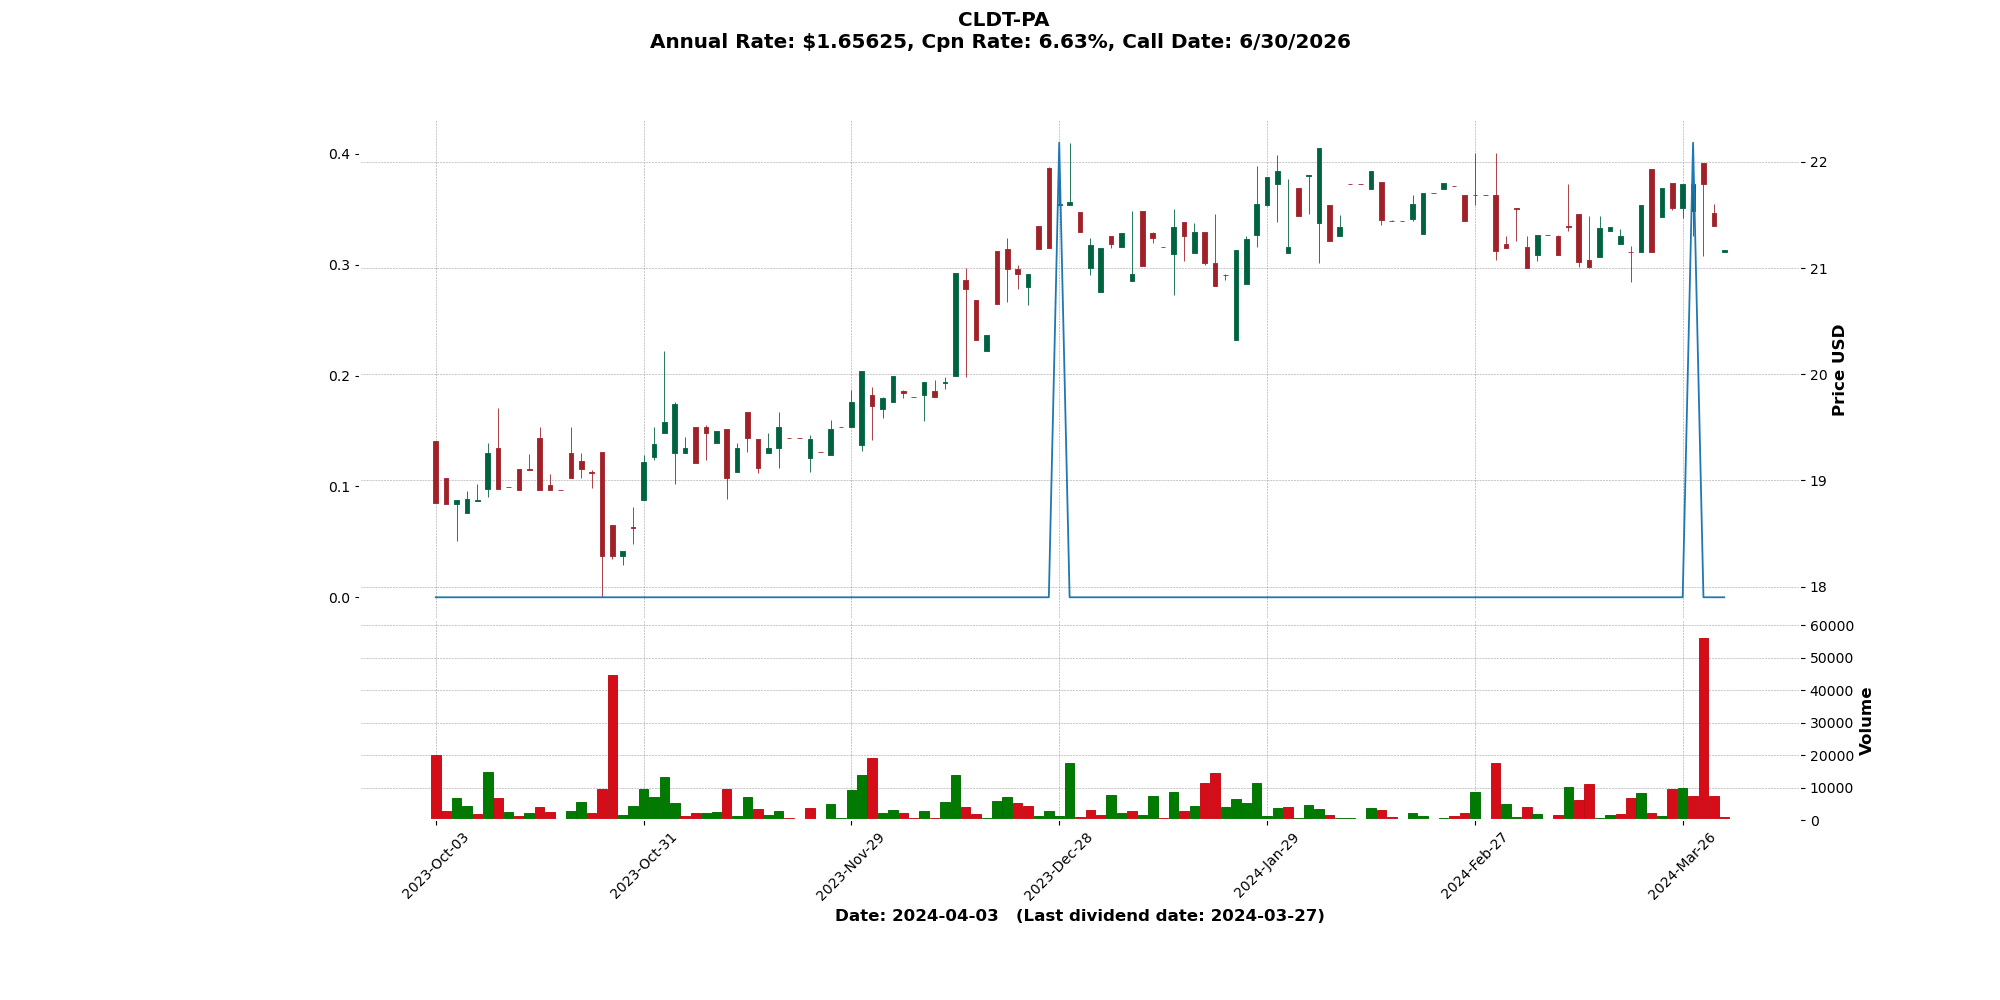 CLDT-PA
Annual Rate: $1.65625, Cpn Rate: 6.63%, Call Date: 6/30/2026
0.4
0.3
0.2
0.1
0.0
22
21
20
19
18
Price USD
60000
50000
40000
30000
20000
10000
0
Volume
2023-Oct-03
2023-Oct-31
2023-Nov-29
2023-Dec-28
2024-Jan-29
2024-Feb-27
2024-Mar-26
Date: 2024-04-03 (Last dividend date: 2024-03-27)